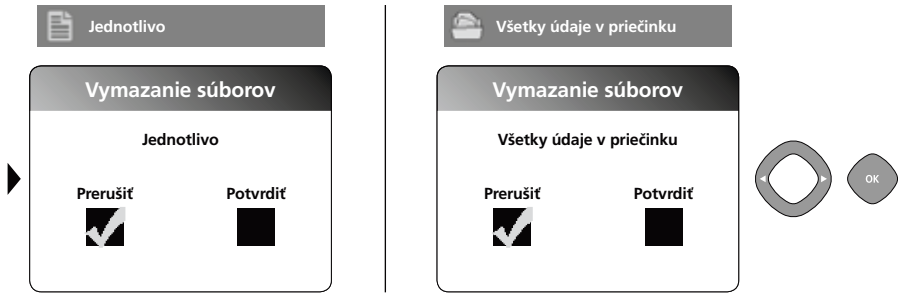 Jednotlivo
Vymazanie súborov
Jednotlivo
Prerušiť Potvrdiť
Všetky údaje v priečinku
Vymazanie súborov
Všetky údaje v priečinku
Prerušiť Potvrdiť
OK